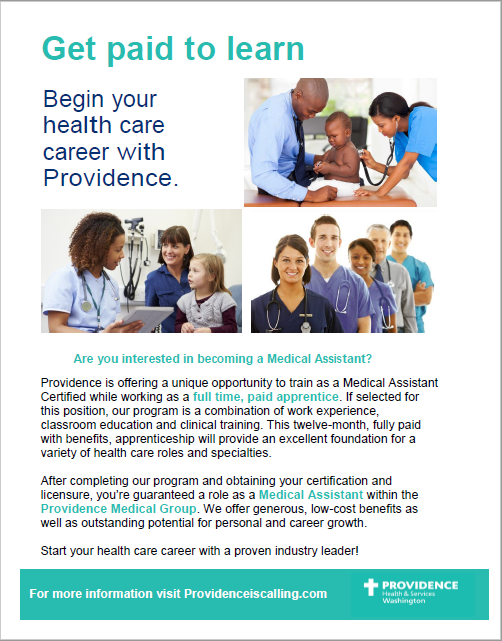 Get paid to learn
Begin your
health care
career with
Providence.
Are you interested in becoming a Medical Assistant?
Providence is offering a unique opportunity to train as a Medical Assistant
Certified while working as a full time, paid apprentice. If selected for
this position, our program is a combination of work experience,
classroom education and clinical training. This twelve-month, fully paid
with benefits, apprenticeship will provide an excellent foundation for a
variety of health care roles and specialties.
After completing our program and obtaining your certification and
licensure, you're guaranteed a role as a Medical Assistant within the
Providence Medical Group. We offer generous, low-cost benefits as
well as outstanding potential for personal and career growth.
Start your health care career with a proven industry leader!
For more information visit Providenceiscalling.com
PROVIDENCE
Health & Services
Washington